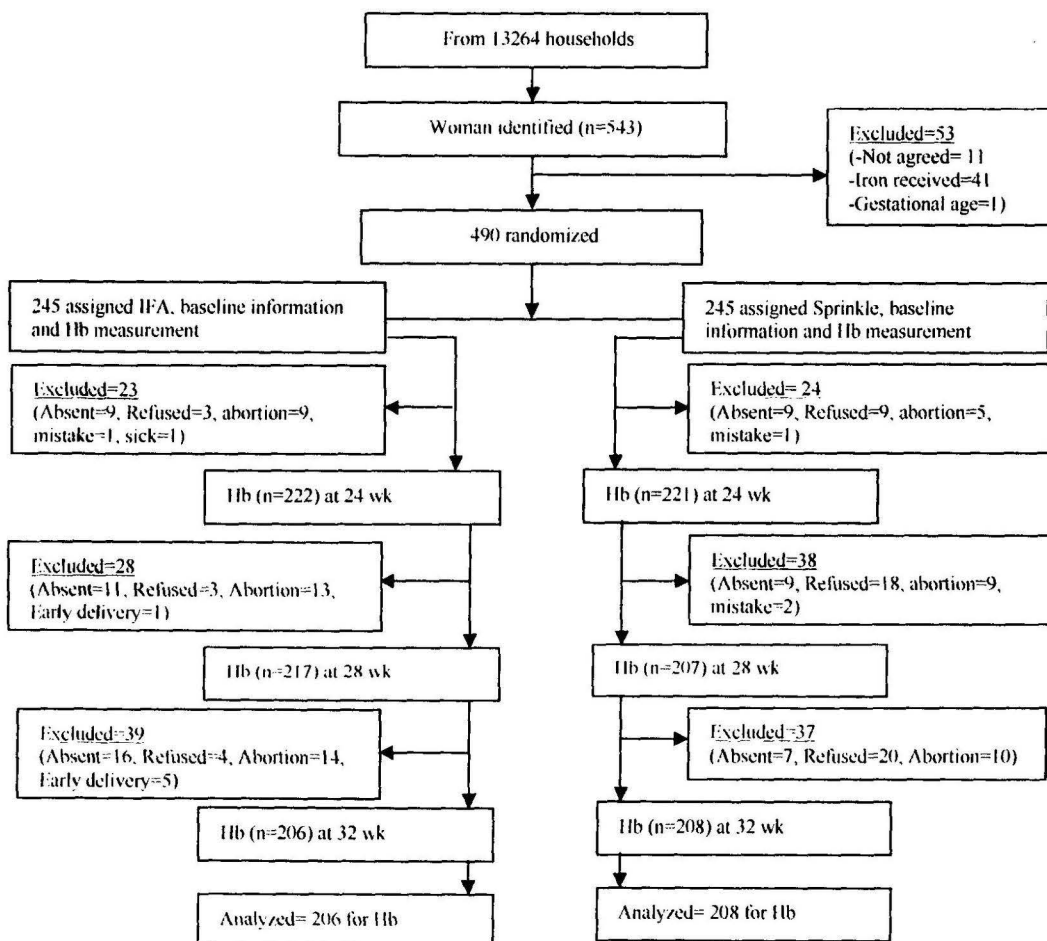 From 13264 households
Woman identified (n=543)
Excluded=53
(-Not agreed= 11
-Iron received=41
-Gestational age=1)
490 randomized
245 assigned IFA, baseline information
and Hb measurement
245 assigned Sprinkle, baseline
information and Hb measurement
Excluded=23
(Absent=9, Refused=3, abortion=9,
mistake=1, sick=1)
Excluded= 24
(Absent=9, Refused=9, abortion=5,
mistake=1)
Hb (n=222) at 24 wk
Hb (n=221) at 24 wk
Excluded=28
(Absent=11, Refused=3, Abortion=13,
Early delivery=1)
Excluded=38
(Absent=9, Refused=18, abortion=9,
mistake=2)
Hb (n=217) at 28 wk
Hb (n=207) at 28 wk
Excluded=39
(Absent=16, Refused=4, Abortion=14,
Early delivery=5)
Excluded=37
(Absent=7, Refused=20, Abortion=10)
Hb (n=206) at 32 wk
Hb (n=208) at 32 wk
Analyzed= 206 for Hb
Analyzed= 208 for Hb